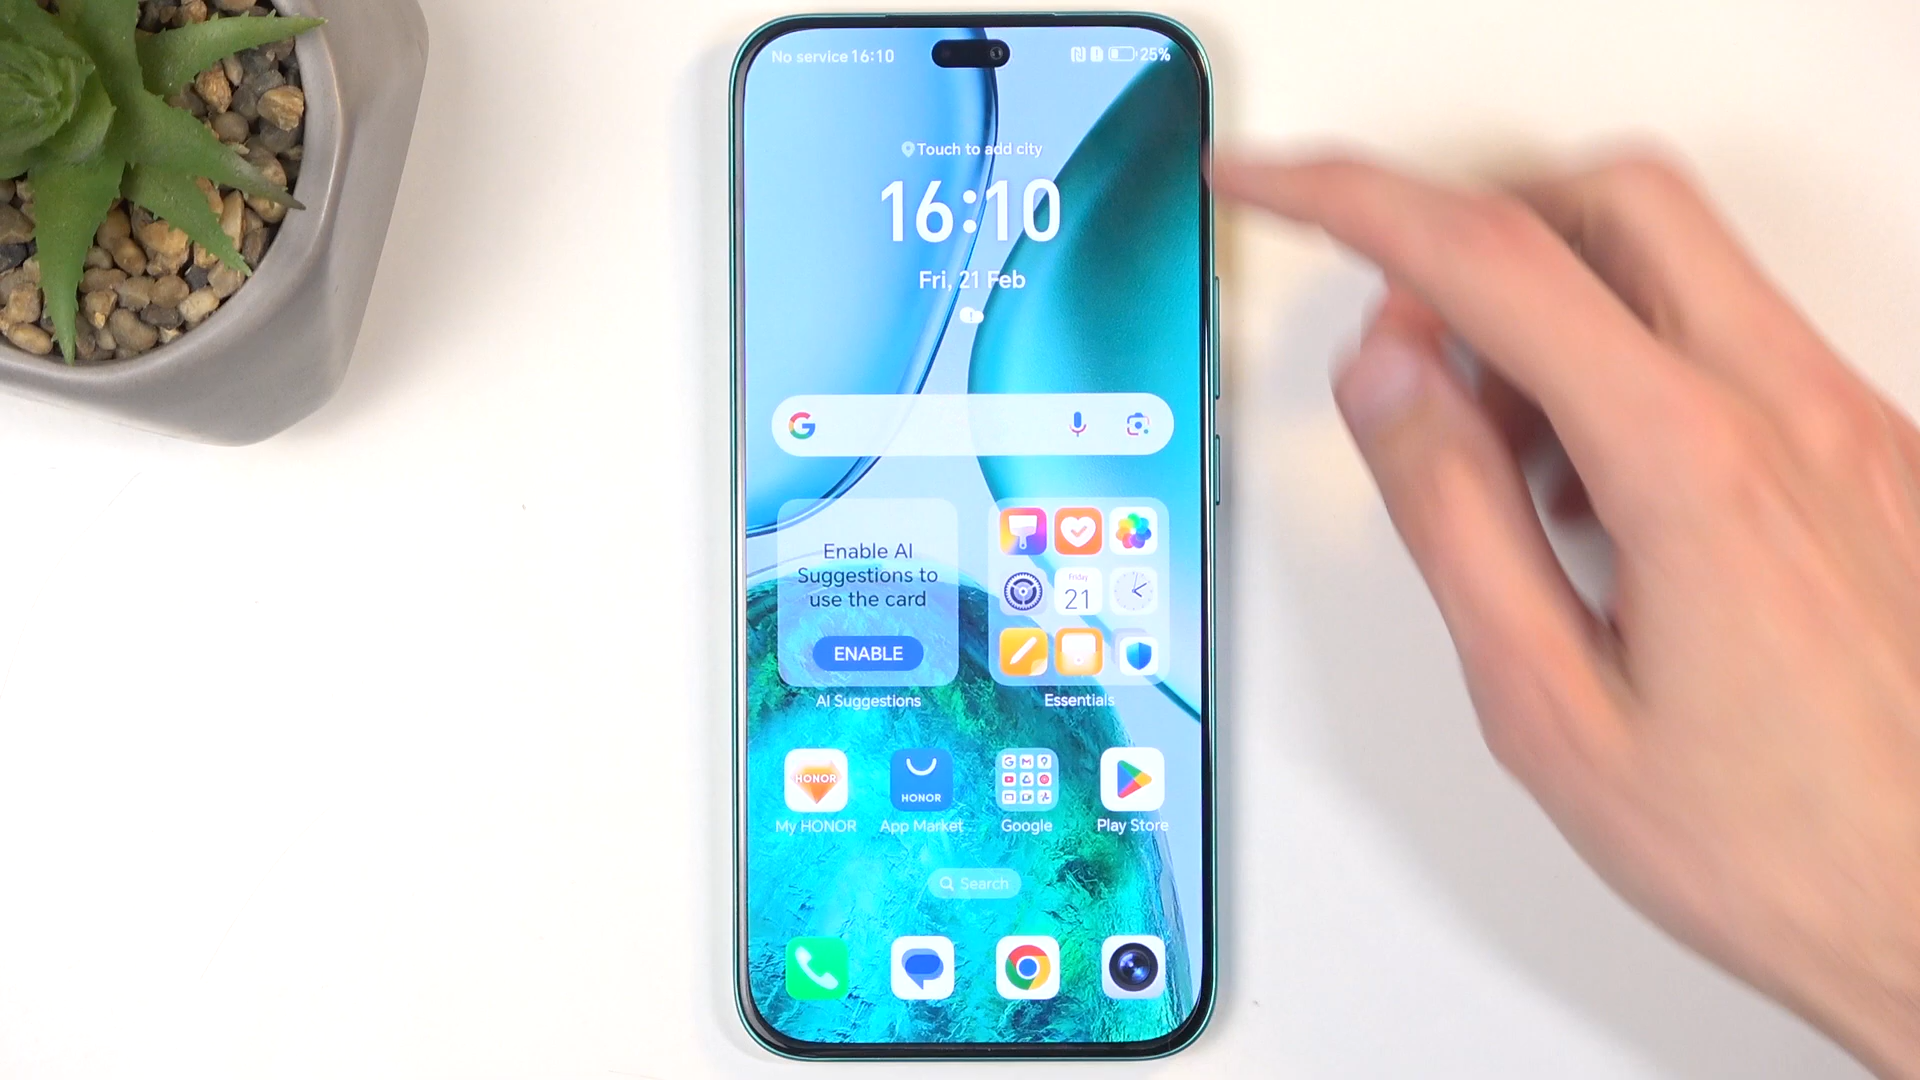 No service 16:10
25%
Touch to add city
16:10
Fri, 21 Feb
Enable AI
Suggestions to
use the card
ENABLE
AI Suggestions
Friday
21
Essentials
HONOR
HONOR
My HONOR
App Market
Google
Play Store
Search